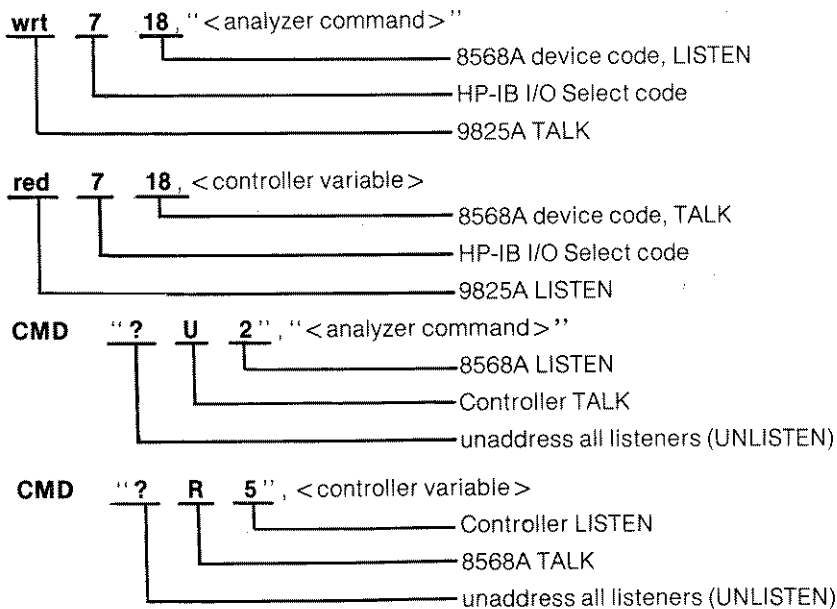 wrt 7 18, "<analyzer command>"
8568A device code, LISTEN
HP-IB I/O Select code
9825A TALK
red 7 18, <controller variable>
8568A device code, TALK
HP-IB I/O Select code
9825A LISTEN
CMD "? U 2", "<analyzer command>"
8568A LISTEN
Controller TALK
unaddress all listeners (UNLISTEN)
CMD "? R 5", <controller variable>
Controller LISTEN
8568A TALK
unaddress all listeners (UNLISTEN)